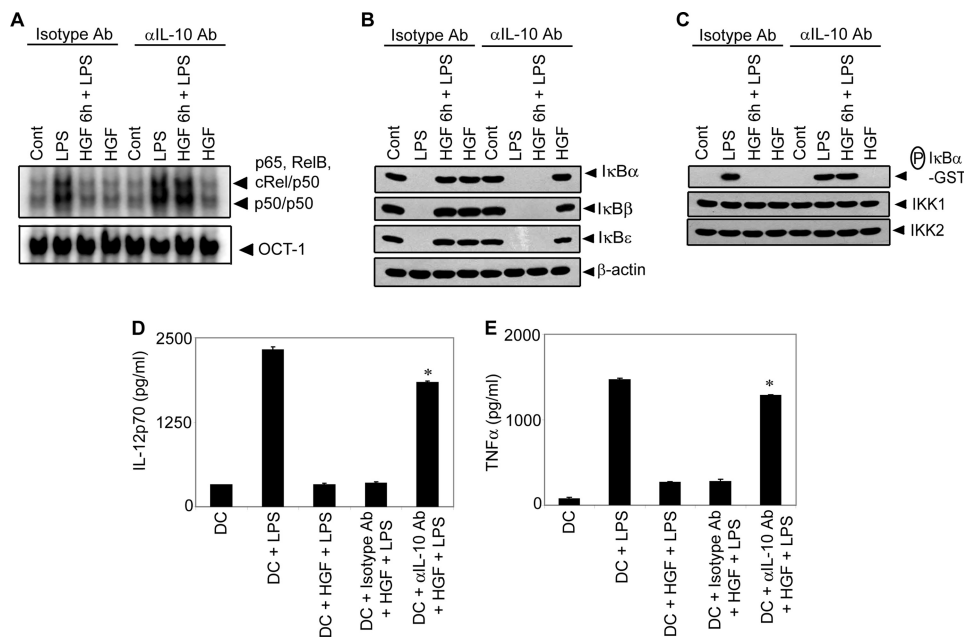 A
Isotype Ab
αIL-10 Ab
Cont
LPS
HGF 6h + LPS
HGF
Cont
LPS
HGF 6h + LPS
HGF
p65, RelB,
cRel/p50
p50/p50
OCT-1
B
Isotype Ab
αIL-10 Ab
Cont
LPS
HGF 6h + LPS
HGF
Cont
LPS
HGF 6h + LPS
HGF
IκBα
IκBβ
IκBε
β-actin
C
Isotype Ab
αIL-10 Ab
Cont
LPS
HGF 6h + LPS
HGF
Cont
LPS
HGF 6h + LPS
HGF
P IκBα
-GST
IKK1
IKK2
D
IL-12p70 (pg/ml)
2500
1250
0
*
DC
DC + LPS
DC + HGF + LPS
DC + Isotype Ab
+ HGF + LPS
DC + αIL-10 Ab
+ HGF + LPS
E
TNFα (pg/ml)
2000
1000
0
*
DC
DC + LPS
DC + HGF + LPS
DC + Isotype Ab
+ HGF + LPS
DC + αIL-10 Ab
+ HGF + LPS